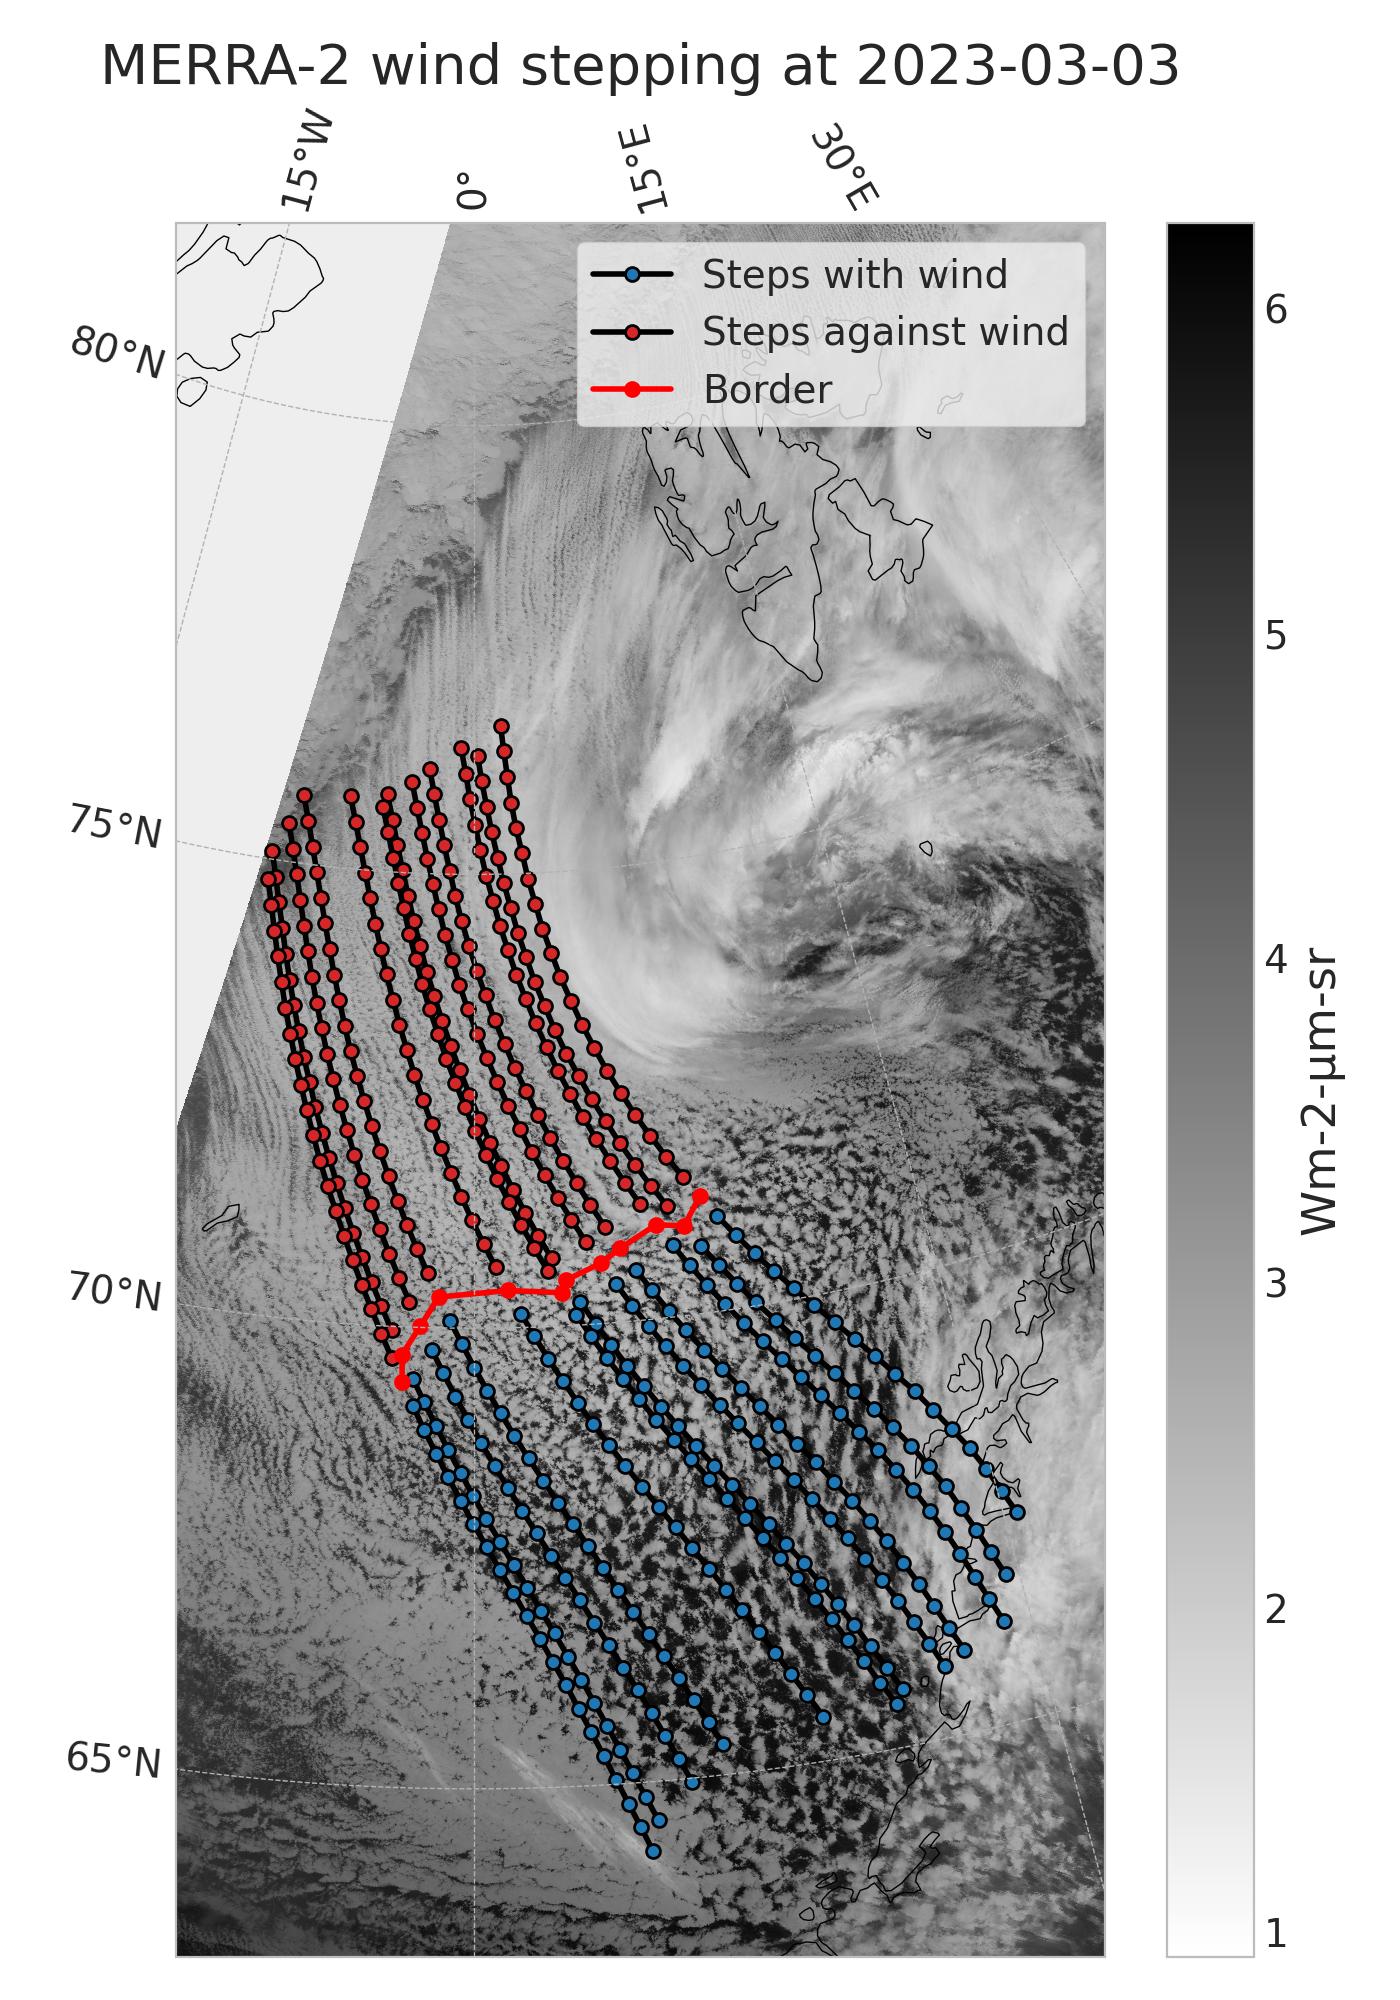 MERRA-2 wind stepping at 2023-03-03
15°W
0°
15°E
30°E
Steps with wind
Steps against wind
Border
80°N
75°N
70°N
65°N
6
5
4
3
2
1
Wm-2-μm-sr